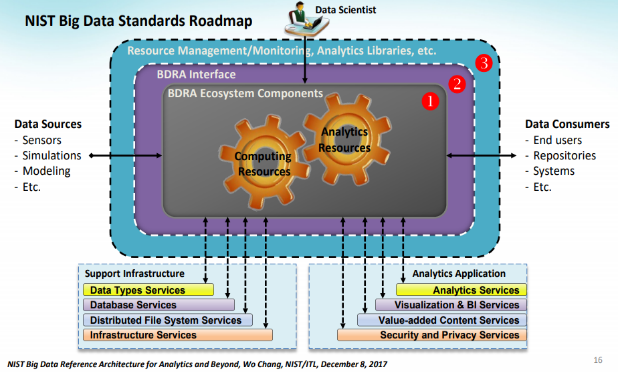 NIST Big Data Standards Roadmap
Data Scientist
Resource Management/Monitoring, Analytics Libraries, etc.
3
BDRA Interface
2
BDRA Ecosystem Components
1
Computing
Resources
Analytics
Resources
Data Sources
- Sensors
- Simulations
- Modeling
- Etc.
Data Consumers
- End users
- Repositories
- Systems
- Etc.
Support Infrastructure
Data Types Services
Database Services
Distributed File System Services
Infrastructure Services
Analytics Application
Analytics Services
Visualization & BI Services
Value-added Content Services
Security and Privacy Services
NIST Big Data Reference Architecture for Analytics and Beyond, Wo Chang, NIST/ITL, December 8, 2017
16